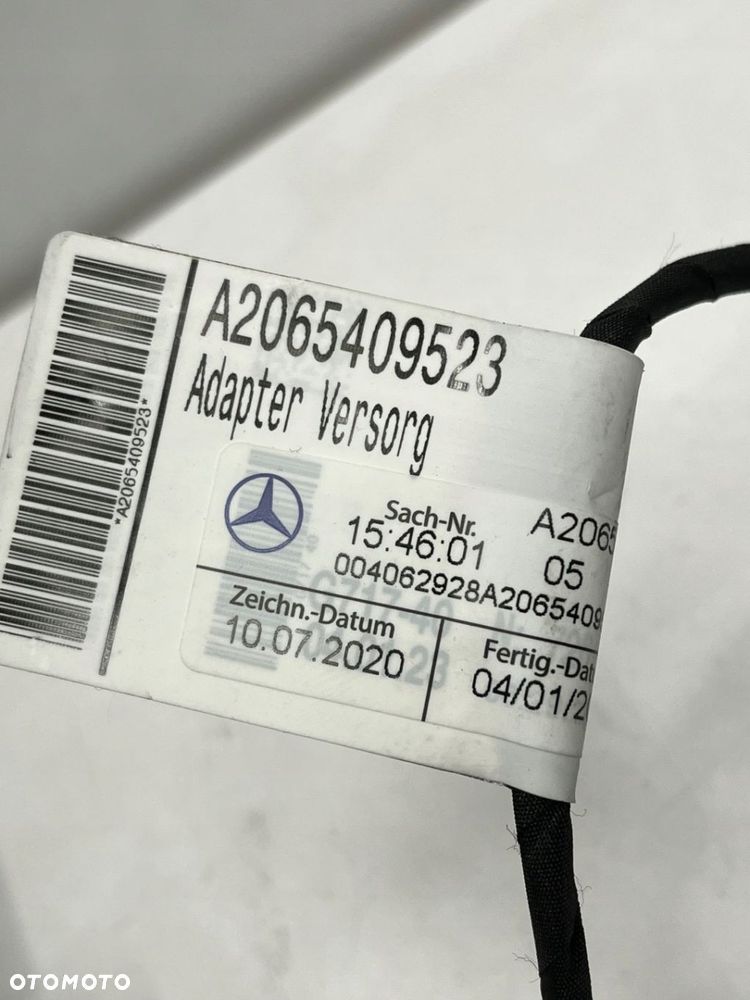 A2065409523
Adapter Versorg
*A2065409523*
Sach-Nr.
A2065
15:46:01
05
004062928A2065409
Zeichn.-Datum
10.07.2020
Fertig.-Dat
04/01/2
OTOMOTO